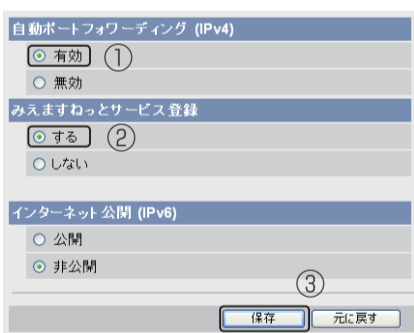 自動ポートフォワーディング (IPv4)
有効 ①
無効
みえますねっとサービス登録
する ②
しない
インターネット公開 (IPv6)
公開
非公開
③
保存 元に戻す